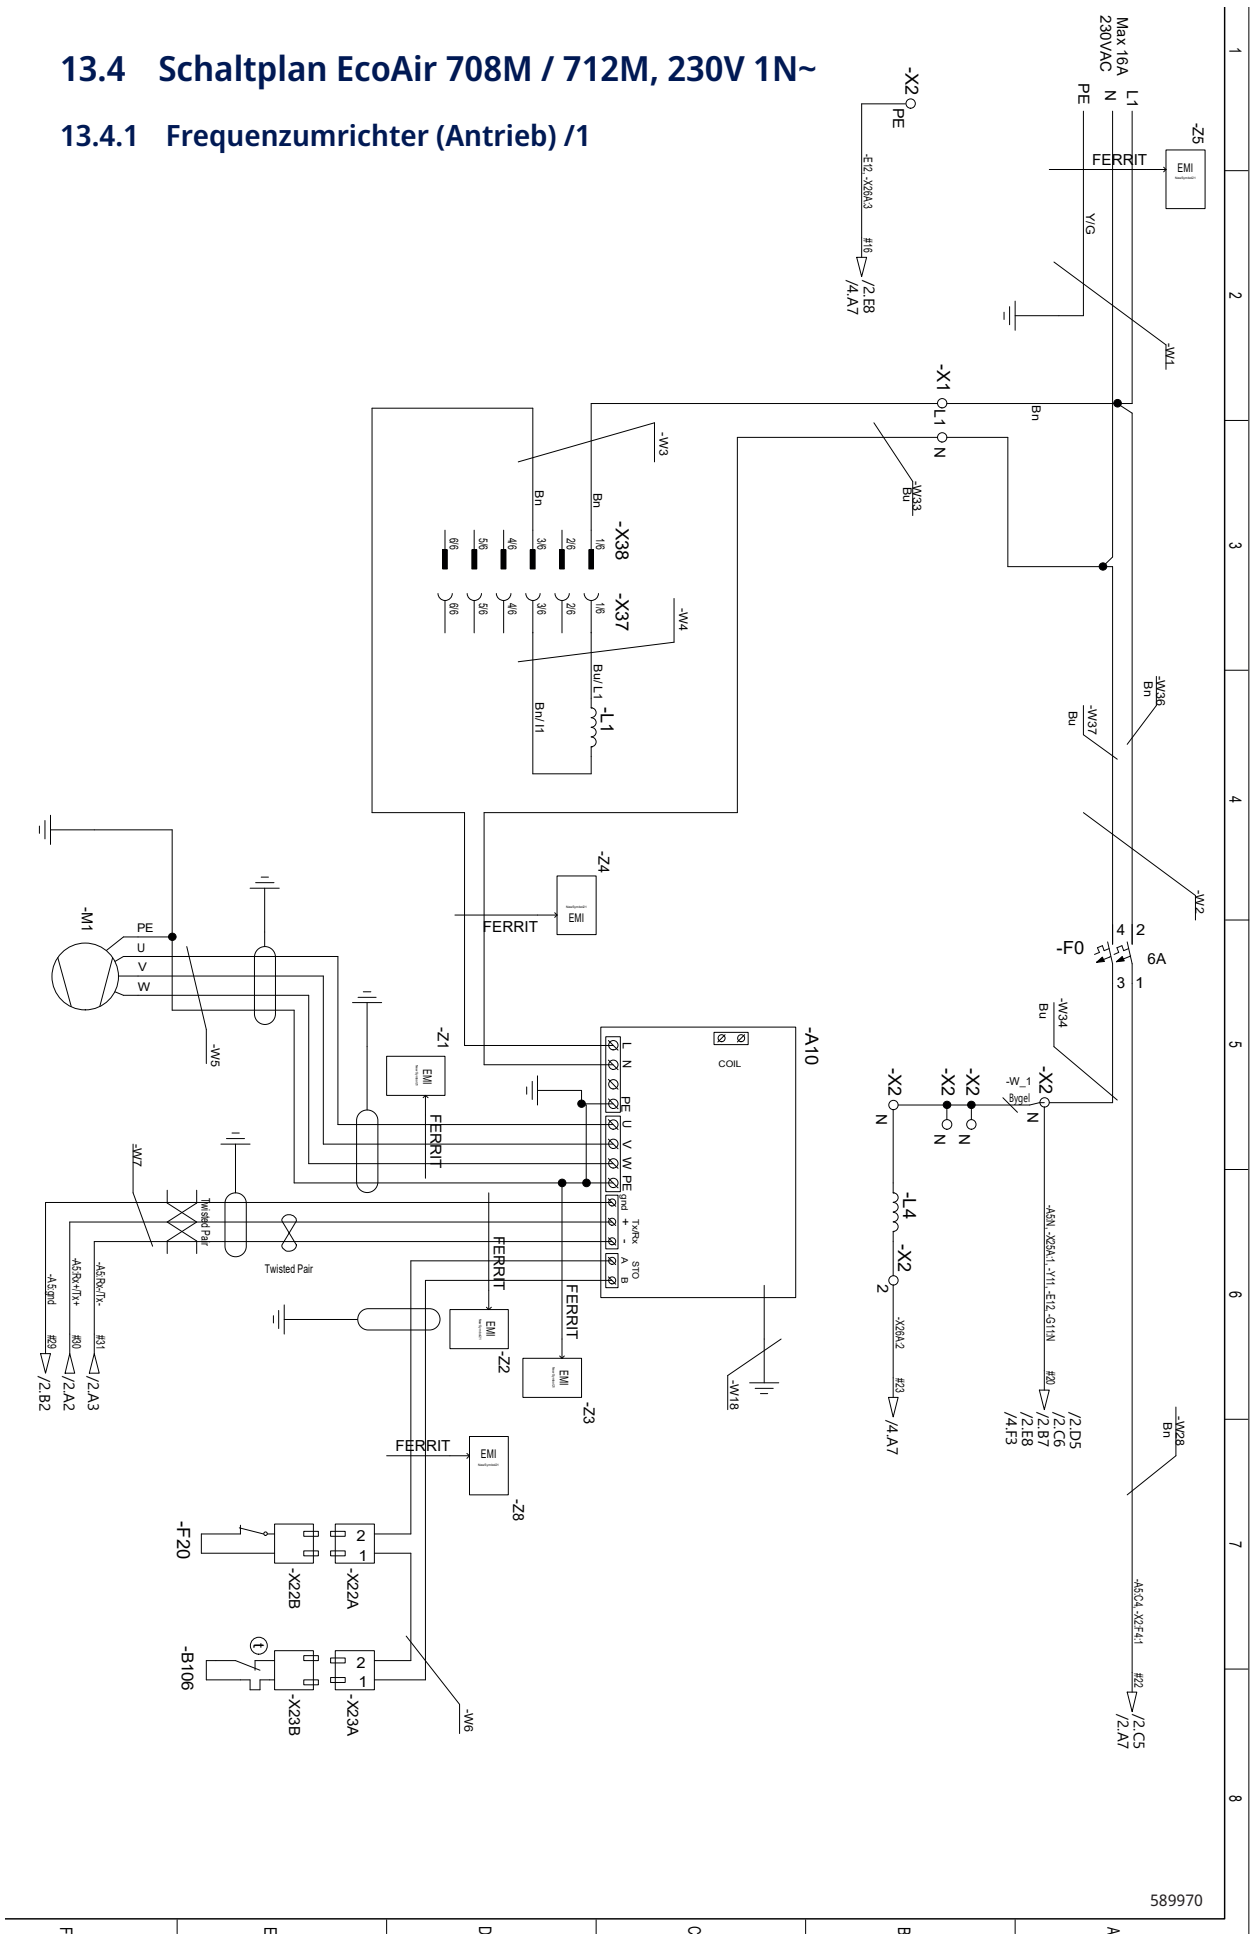 13.4 Schaltplan EcoAir 708M / 712M, 230V 1N~
13.4.1 Frequenzumrichter (Antrieb) /1
Max 16A
230VAC
L1
N
PE
-Z5
EMI
FERRIT
Y/G
-W1
-X2
PE
-E12, -X26A:3
#16
/2.E8
/4.A7
-X1
L1
N
Bn
-W33
Bu
-W3
Bn
Bn
-X38
6/6
5/6
4/6
3/6
2/6
1/6
-X37
6/6
5/6
4/6
3/6
2/6
1/6
-W4
Bu/ L1
Bn/ I1
-L1
-W36
Bn
-W37
Bu
-W2
-Z4
EMI
FERRIT
-F0
4 2
3 1
6A
-M1
PE
U
V
W
-W5
-Z1
EMI
FERRIT
-A10
COIL
L
N
PE
U
V
W
PE
gnd
+
-
Tx/Rx
A
B
STO
-W34
Bu
-X2
N
-X2
N
-X2
N
-W_1
Bygel
-X2
N
-L4
-X2
2
-X26A:2
#23
/4.A7
-A5:N, -X25A:1, -Y11, -E12, -G11:N
#20
/2.D5
/2.C6
/2.B7
/2.E8
/4.F3
-W7
Twisted Pair
Twisted Pair
-A5:gnd
#29
/2.B2
-A5:Rx+/Tx+
#30
/2.A2
-A5:Rx-/Tx-
#31
/2.A3
FERRIT
EMI
-Z2
FERRIT
EMI
-Z3
-W18
FERRIT
EMI
-Z8
-W28
Bn
-A5:C4, -X2:F4:1
#22
/2.C5
/2.A7
-F20
-X22B
-X22A
2
1
-B106
t
-X23B
-X23A
2
1
-W6
1
2
3
4
5
6
7
8
589970
F
E
D
C
B
A